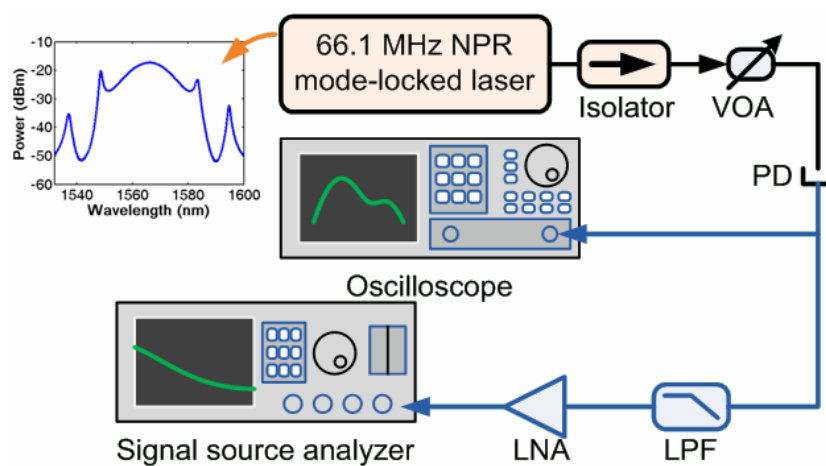 66.1 MHz NPR
mode-locked laser
Isolator
VOA
PD
Power (dBm)
-10
-20
-30
-40
-50
-60
1540
1560
1580
1600
Wavelength (nm)
Oscilloscope
Signal source analyzer
LNA
LPF